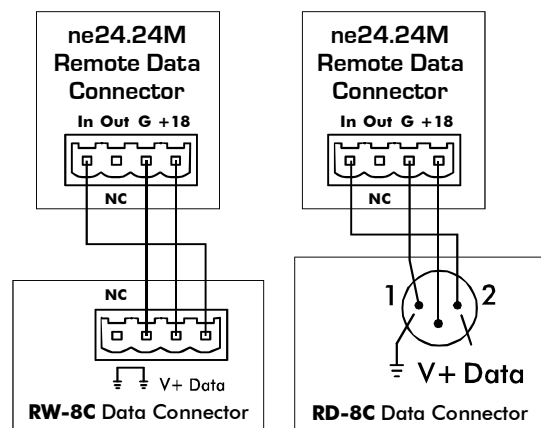 ne24.24M
Remote Data
Connector
In Out G +18
NC
NC
V+ Data
RW-8C Data Connector
ne24.24M
Remote Data
Connector
In Out G +18
NC
1 2
V+ Data
RD-8C Data Connector